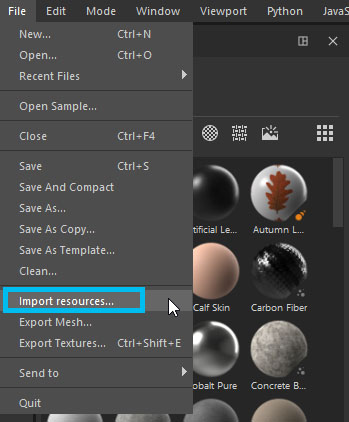 File Edit Mode Window Viewport Python JavaS
New... Ctrl+N
Open... Ctrl+O
Recent Files
Open Sample...
Close Ctrl+F4
Save Ctrl+S
Save And Compact
Save As...
Save As Copy...
Save As Template...
Clean...
Import resources...
Export Mesh...
Export Textures... Ctrl+Shift+E
Send to
Quit
tificial Le... Autumn L...
Calf Skin Carbon Fiber
obalt Pure Concrete B...